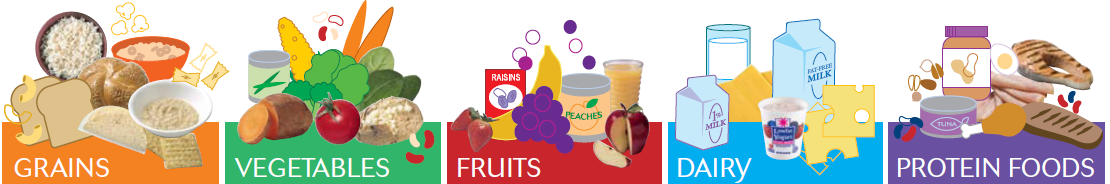 GRAINS
VEGETABLES
RAISINS
PEACHES
FRUITS
FAT-FREE
MILK
1%
MILK
Lowfat
Yogurt
DAIRY
TUNA
PROTEIN FOODS